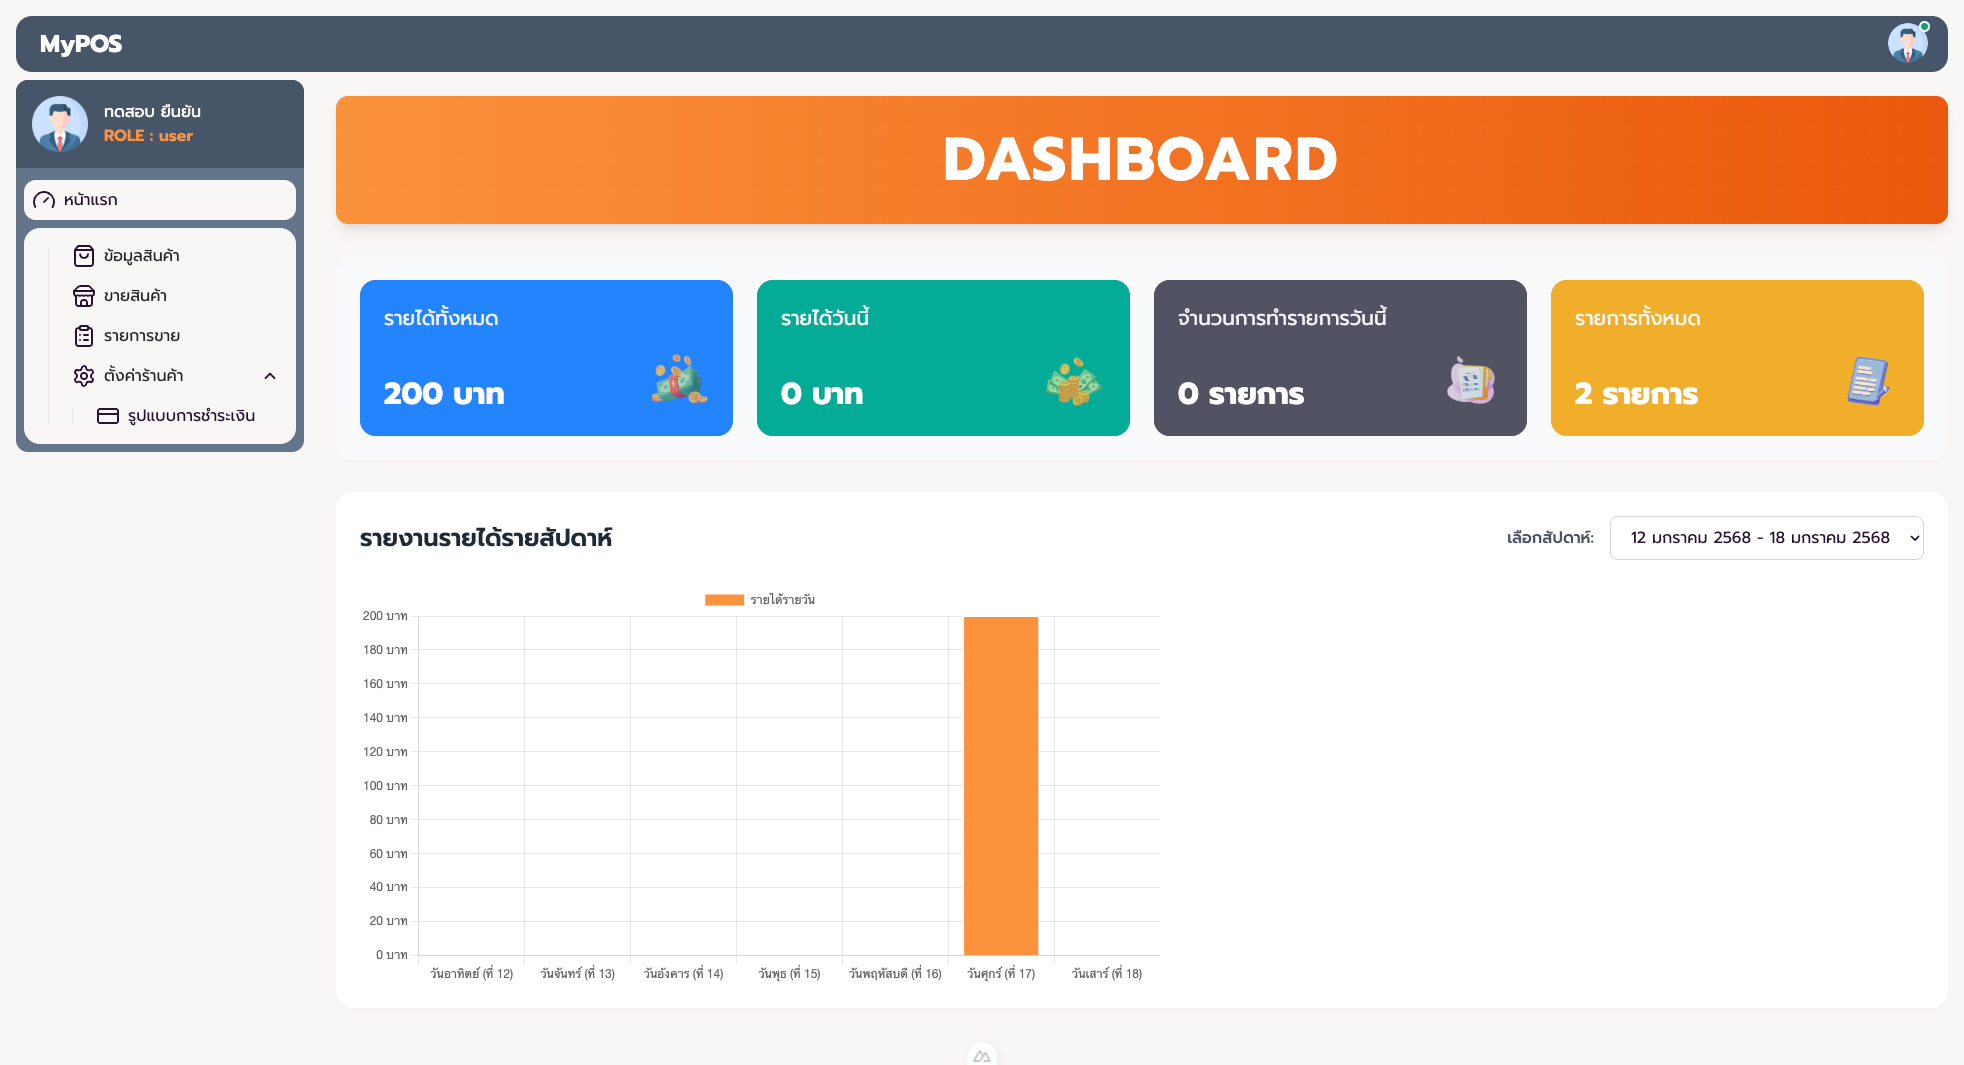 MyPOS
ทดสอบ ยืนยัน
ROLE : user
หน้าแรก
ข้อมูลสินค้า
ขายสินค้า
รายการขาย
ตั้งค่าร้านค้า
รูปแบบการชำระเงิน
DASHBOARD
รายได้ทั้งหมด
200 บาท
รายได้วันนี้
0 บาท
จำนวนการทำรายการวันนี้
0 รายการ
รายการทั้งหมด
2 รายการ
รายงานรายได้รายสัปดาห์
เลือกสัปดาห์:
12 มกราคม 2568 - 18 มกราคม 2568
รายได้รายวัน
200 บาท
180 บาท
160 บาท
140 บาท
120 บาท
100 บาท
80 บาท
60 บาท
40 บาท
20 บาท
0 บาท
วันอาทิตย์ (ที่ 12)
วันจันทร์ (ที่ 13)
วันอังคาร (ที่ 14)
วันพุธ (ที่ 15)
วันพฤหัสบดี (ที่ 16)
วันศุกร์ (ที่ 17)
วันเสาร์ (ที่ 18)